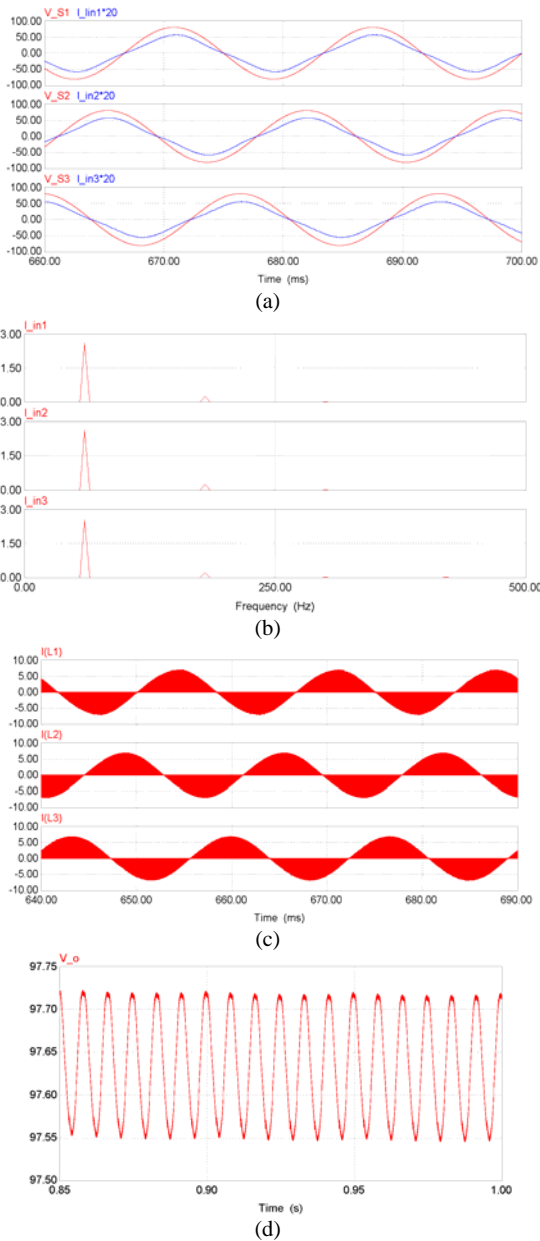 V_S1 I_Iin1*20
100.00
50.00
0.00
-50.00
-100.00
V_S2 I_in2*20
100.00
50.00
0.00
-50.00
-100.00
V_S3 I_in3*20
100.00
50.00
0.00
-50.00
-100.00
660.00 670.00 680.00 690.00 700.00
Time (ms)
(a)
I_in1
3.00
1.50
0.00
I_in2
3.00
1.50
0.00
I_in3
3.00
1.50
0.00
0.00 250.00 500.00
Frequency (Hz)
(b)
I(L1)
10.00
5.00
0.00
-5.00
-10.00
I(L2)
10.00
5.00
0.00
-5.00
-10.00
I(L3)
10.00
5.00
0.00
-5.00
-10.00
640.00 650.00 660.00 670.00 680.00 690.00
Time (ms)
(c)
V_o
97.75
97.70
97.65
97.60
97.55
97.50
0.85 0.90 0.95 1.00
Time (s)
(d)